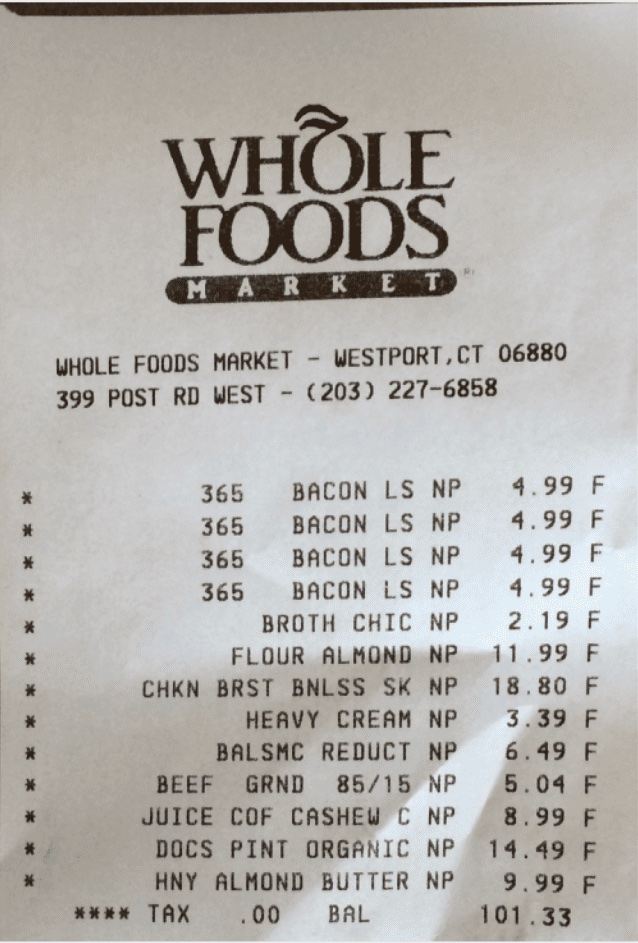 WHOLE
FOODS
MARKET
WHOLE FOODS MARKET - WESTPORT,CT 06880
399 POST RD WEST - (203) 227-6858
* 365 BACON LS NP 4.99 F
* 365 BACON LS NP 4.99 F
* 365 BACON LS NP 4.99 F
* 365 BACON LS NP 4.99 F
* BROTH CHIC NP 2.19 F
* FLOUR ALMOND NP 11.99 F
* CHKN BRST BNLSS SK NP 18.80 F
* HEAVY CREAM NP 3.39 F
* BALSMC REDUCT NP 6.49 F
* BEEF GRND 85/15 NP 5.04 F
* JUICE COF CASHEW C NP 8.99 F
* DOCS PINT ORGANIC NP 14.49 F
* HNY ALMOND BUTTER NP 9.99 F
**** TAX .00 BAL 101.33